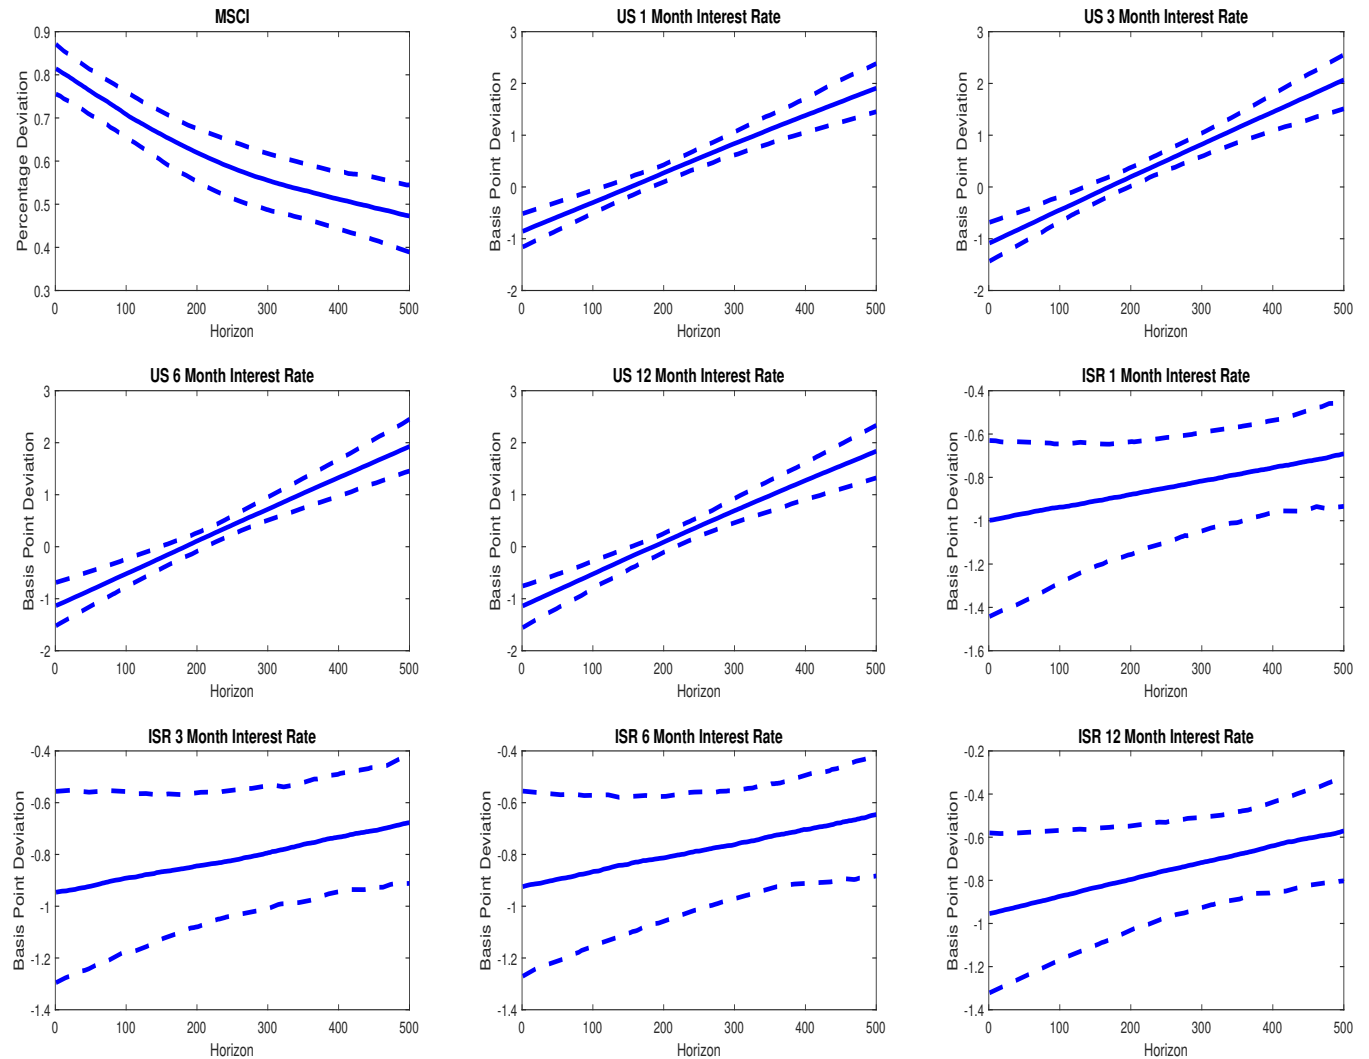 MSCI
Percentage Deviation
0.9
0.8
0.7
0.6
0.5
0.4
0.3
0 100 200 300 400 500
Horizon
US 1 Month Interest Rate
Basis Point Deviation
3
2
1
0
-1
-2
0 100 200 300 400 500
Horizon
US 3 Month Interest Rate
Basis Point Deviation
3
2
1
0
-1
-2
0 100 200 300 400 500
Horizon
US 6 Month Interest Rate
Basis Point Deviation
3
2
1
0
-1
-2
0 100 200 300 400 500
Horizon
US 12 Month Interest Rate
Basis Point Deviation
3
2
1
0
-1
-2
0 100 200 300 400 500
Horizon
ISR 1 Month Interest Rate
Basis Point Deviation
-0.4
-0.6
-0.8
-1
-1.2
-1.4
-1.6
0 100 200 300 400 500
Horizon
ISR 3 Month Interest Rate
Basis Point Deviation
-0.4
-0.6
-0.8
-1
-1.2
-1.4
0 100 200 300 400 500
Horizon
ISR 6 Month Interest Rate
Basis Point Deviation
-0.4
-0.6
-0.8
-1
-1.2
-1.4
0 100 200 300 400 500
Horizon
ISR 12 Month Interest Rate
Basis Point Deviation
-0.2
-0.4
-0.6
-0.8
-1
-1.2
-1.4
0 100 200 300 400 500
Horizon